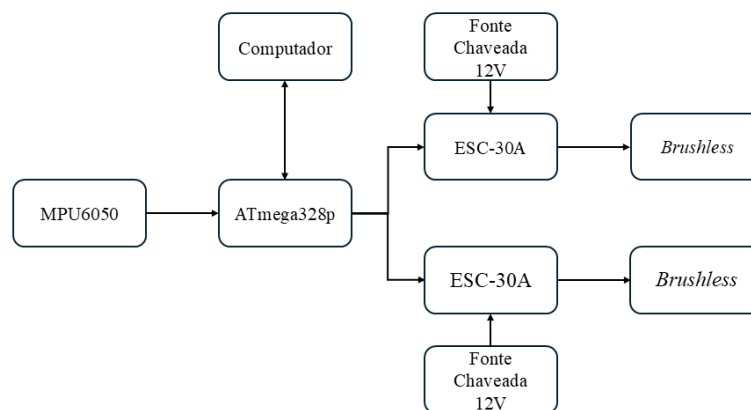 Computador
Fonte
Chaveada
12V
ESC-30A
Brushless
MPU6050
ATmega328p
ESC-30A
Brushless
Fonte
Chaveada
12V